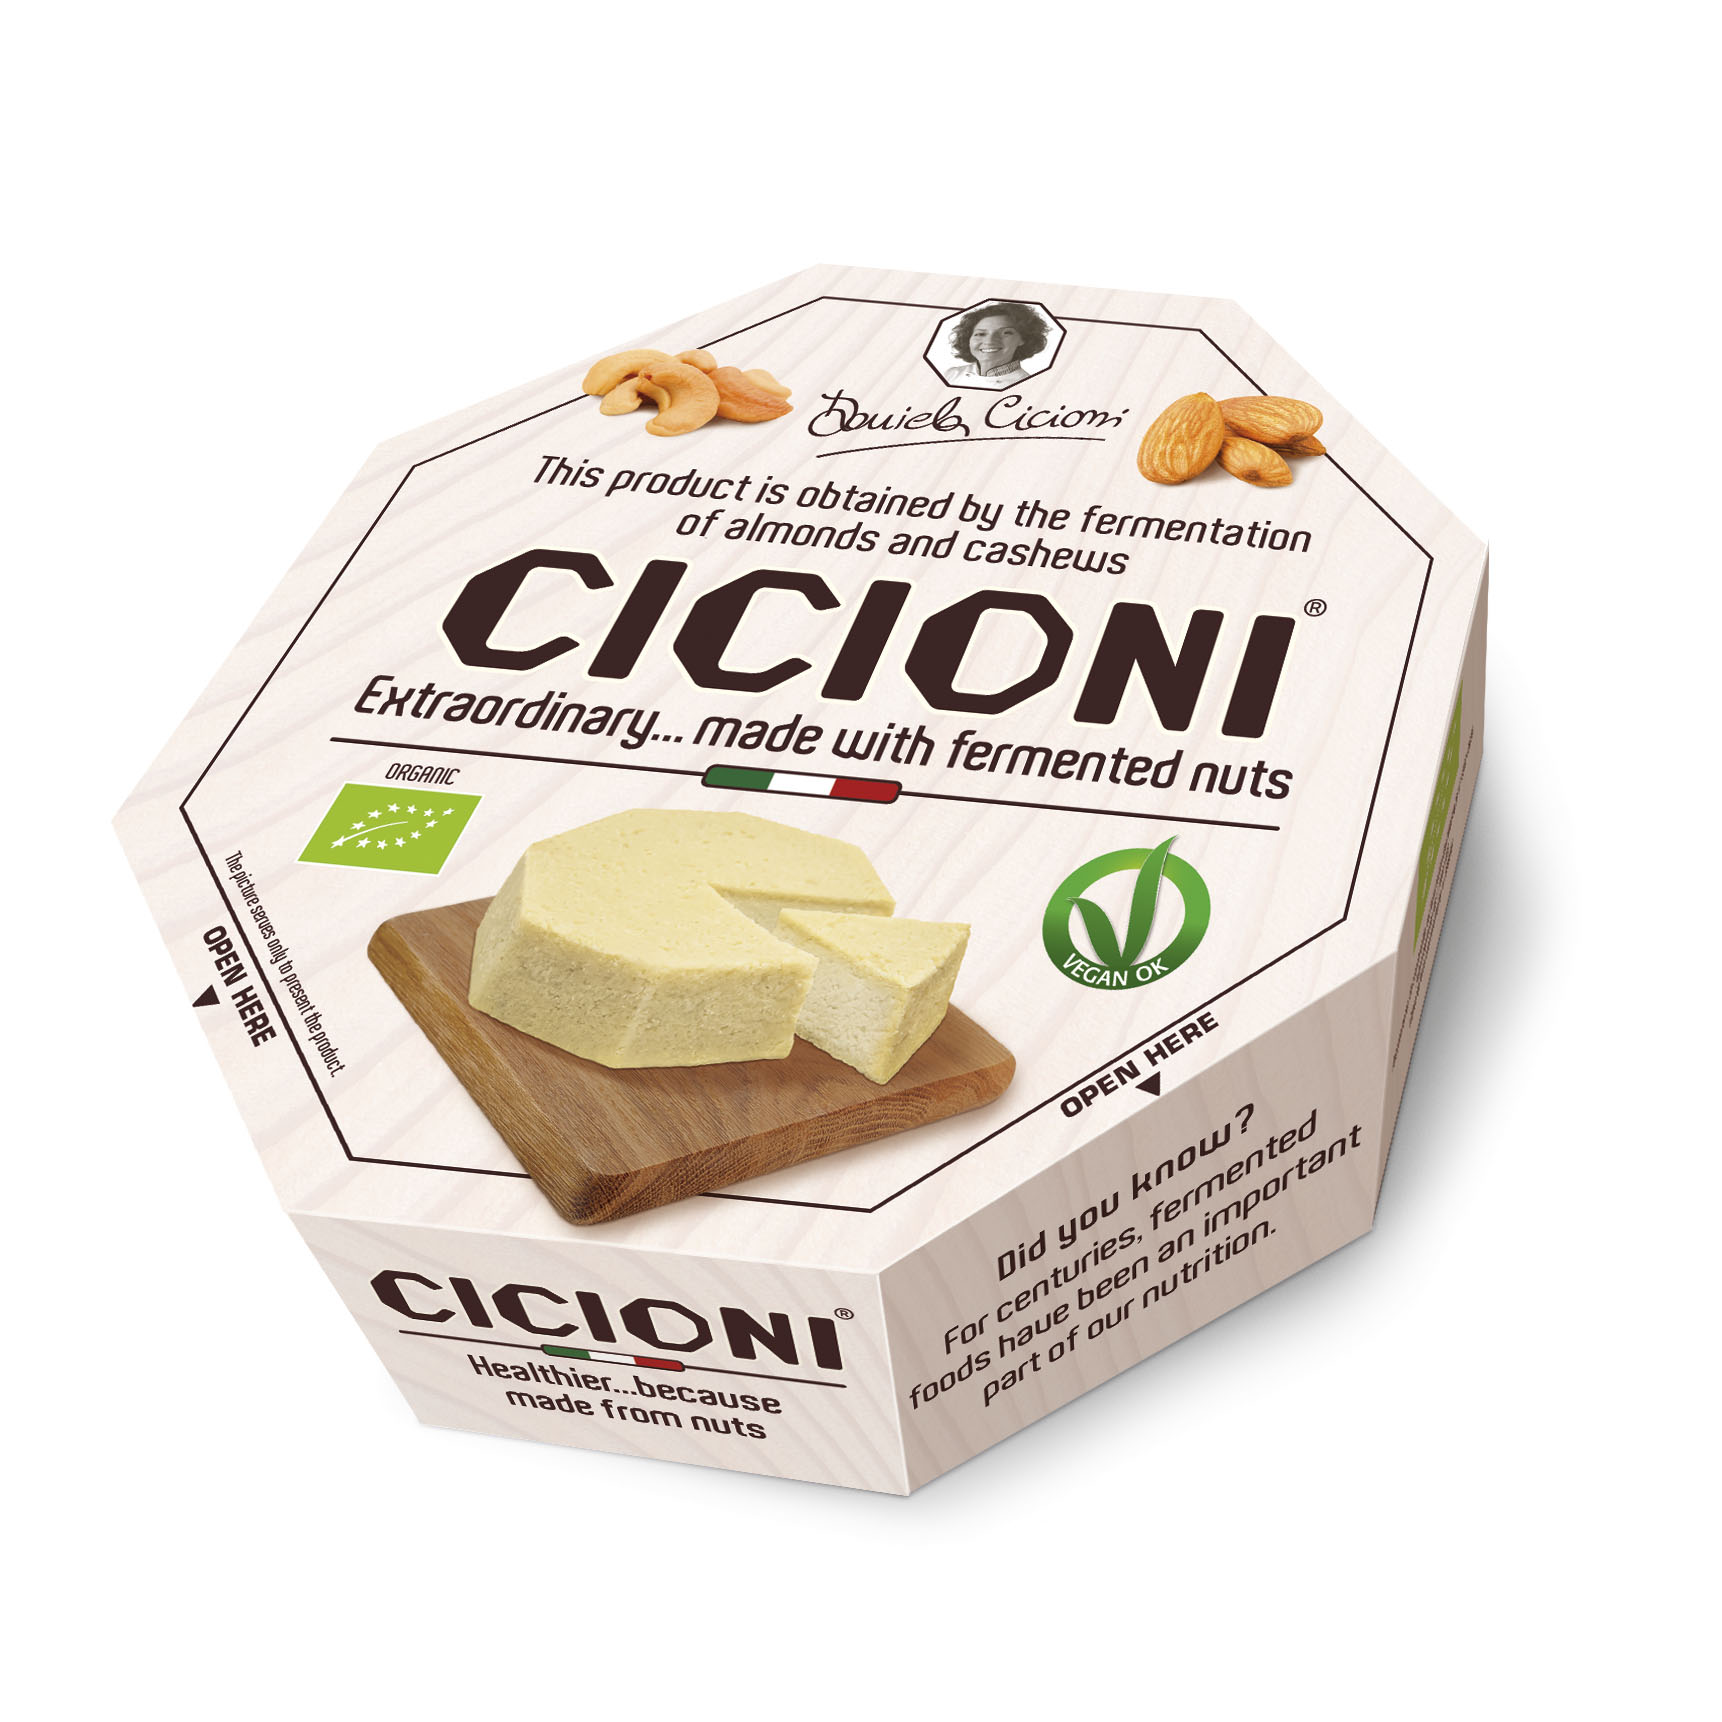 Daniela Cicioni
This product is obtained by the fermentation
of almonds and cashews
CICIONI®
Extraordinary... made with fermented nuts
ORGANIC
VEGAN OK
The picture serves only to present the product.
OPEN HERE
OPEN HERE
CICIONI®
Healthier...because
made from nuts
Did you know?
For centuries, fermented
foods have been an important
part of our nutrition.